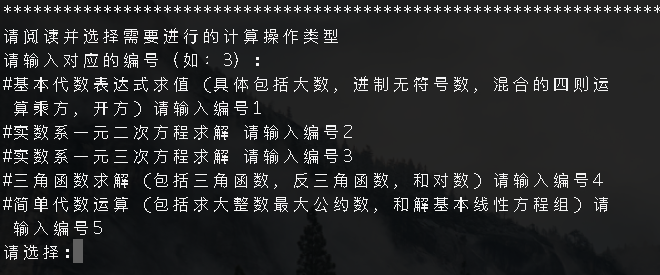 ******************************************************************
请阅读并选择需要进行的计算操作类型
请输入对应的编号（如：3）:
#基本代数表达式求值（具体包括大数，进制无符号数，混合的四则运
算乘方，开方）请输入编号1
#实数系一元二次方程求解 请输入编号2
#实数系一元三次方程求解 请输入编号3
#三角函数求解（包括三角函数，反三角函数，和对数）请输入编号4
#简单代数运算（包括求大整数最大公约数，和解基本线性方程组）请
输入编号5
请选择: